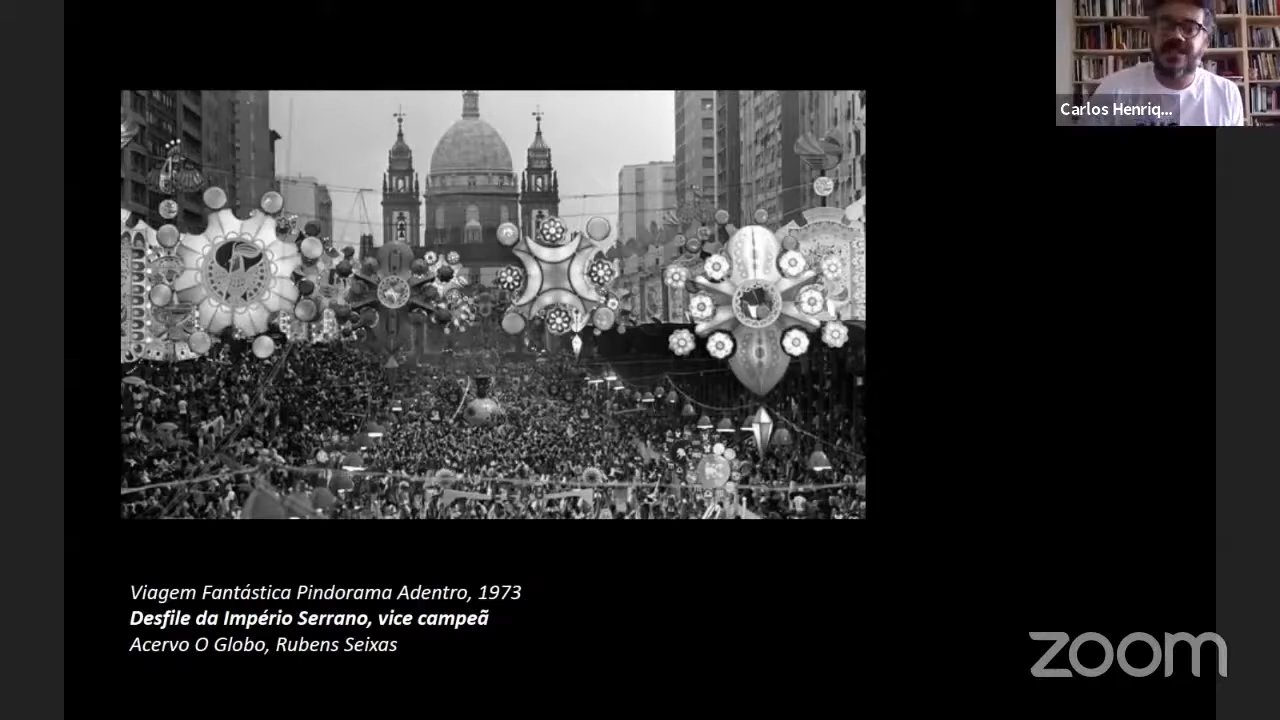 Carlos Henriq...
Viagem Fantástica Pindorama Adentro, 1973
Desfile da Império Serrano, vice campeã
Acervo O Globo, Rubens Seixas
zoom